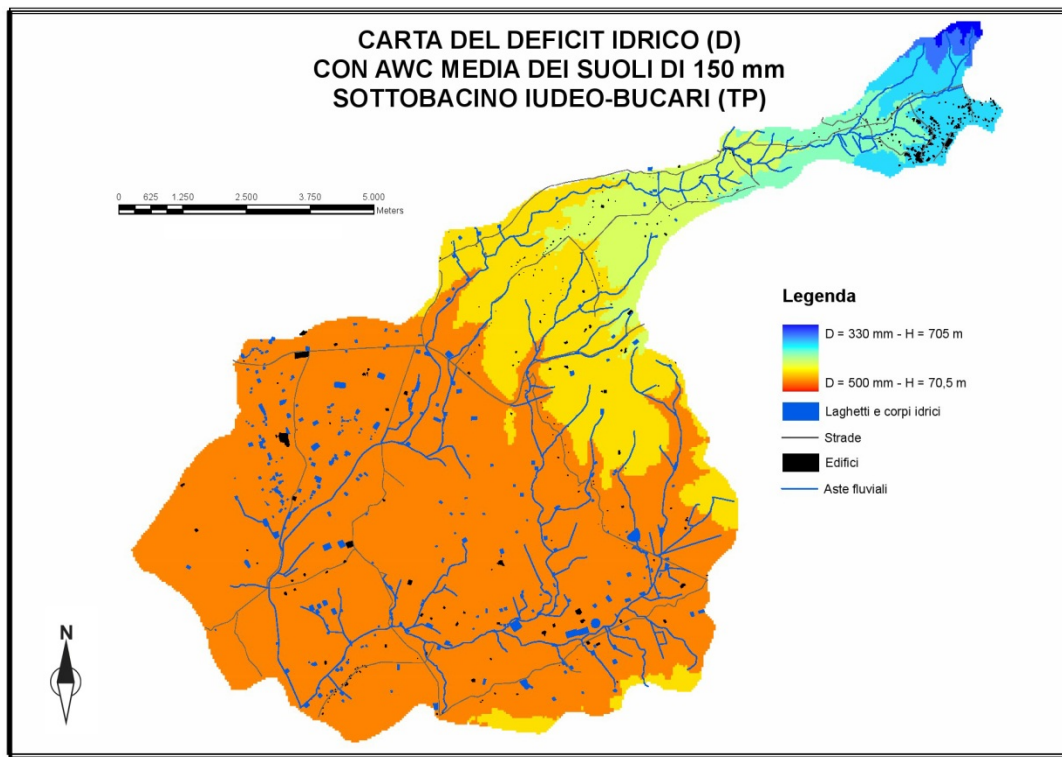 CARTA DEL DEFICIT IDRICO (D)
CON AWC MEDIA DEI SUOLI DI 150 mm
SOTTOBACINO IUDEO-BUCARI (TP)
0 625 1.250 2.500 3.750 5.000
Meters
Legenda
D = 330 mm - H = 705 m
D = 500 mm - H = 70,5 m
Laghetti e corpi idrici
Strade
Edifici
Aste fluviali
N